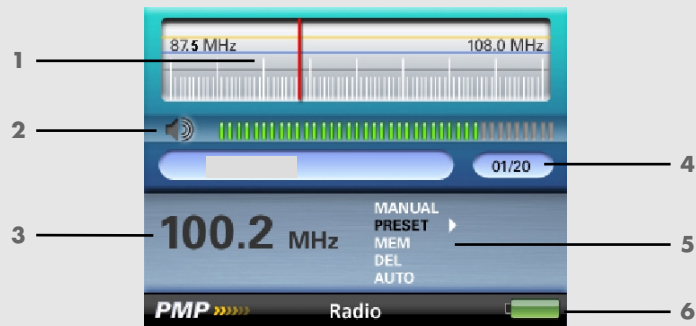 87.5 MHz 108.0 MHz
1
2
01/20
4
3
100.2 MHz
MANUAL
PRESET
MEM
DEL
AUTO
5
PMP Radio
6